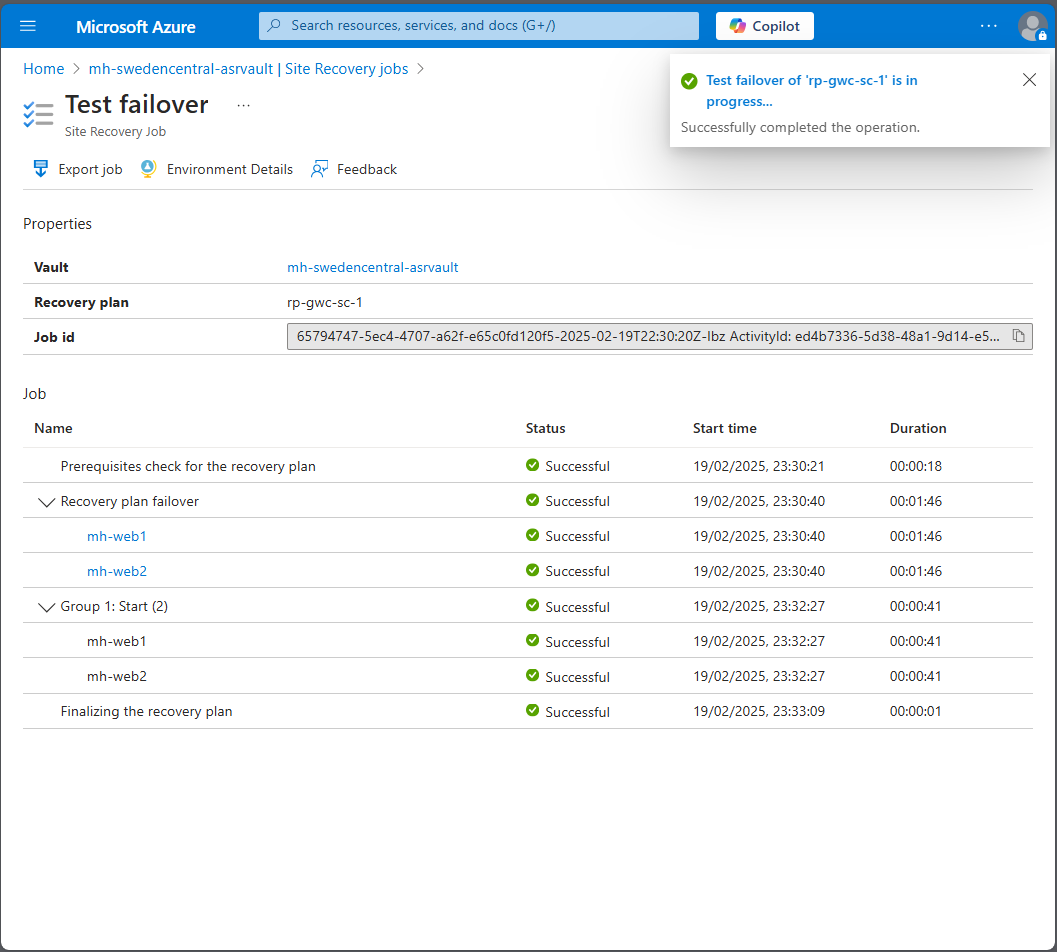 Microsoft Azure
Search resources, services, and docs (G+/)
Copilot
Home > mh-swedencentral-asrvault | Site Recovery jobs >
Test failover ...
Site Recovery Job
Test failover of 'rp-gwc-sc-1' is in
progress...
Successfully completed the operation.
Export job Environment Details Feedback
Properties
Vault mh-swedencentral-asrvault
Recovery plan rp-gwc-sc-1
Job id 65794747-5ec4-4707-a62f-e65c0fd120f5-2025-02-19T22:30:20Z-Ibz ActivityId: ed4b7336-5d38-48a1-9d14-e5...
Job
Name Status Start time Duration
Prerequisites check for the recovery plan Successful 19/02/2025, 23:30:21 00:00:18
Recovery plan failover Successful 19/02/2025, 23:30:40 00:01:46
mh-web1 Successful 19/02/2025, 23:30:40 00:01:46
mh-web2 Successful 19/02/2025, 23:30:40 00:01:46
Group 1: Start (2) Successful 19/02/2025, 23:32:27 00:00:41
mh-web1 Successful 19/02/2025, 23:32:27 00:00:41
mh-web2 Successful 19/02/2025, 23:32:27 00:00:41
Finalizing the recovery plan Successful 19/02/2025, 23:33:09 00:00:01